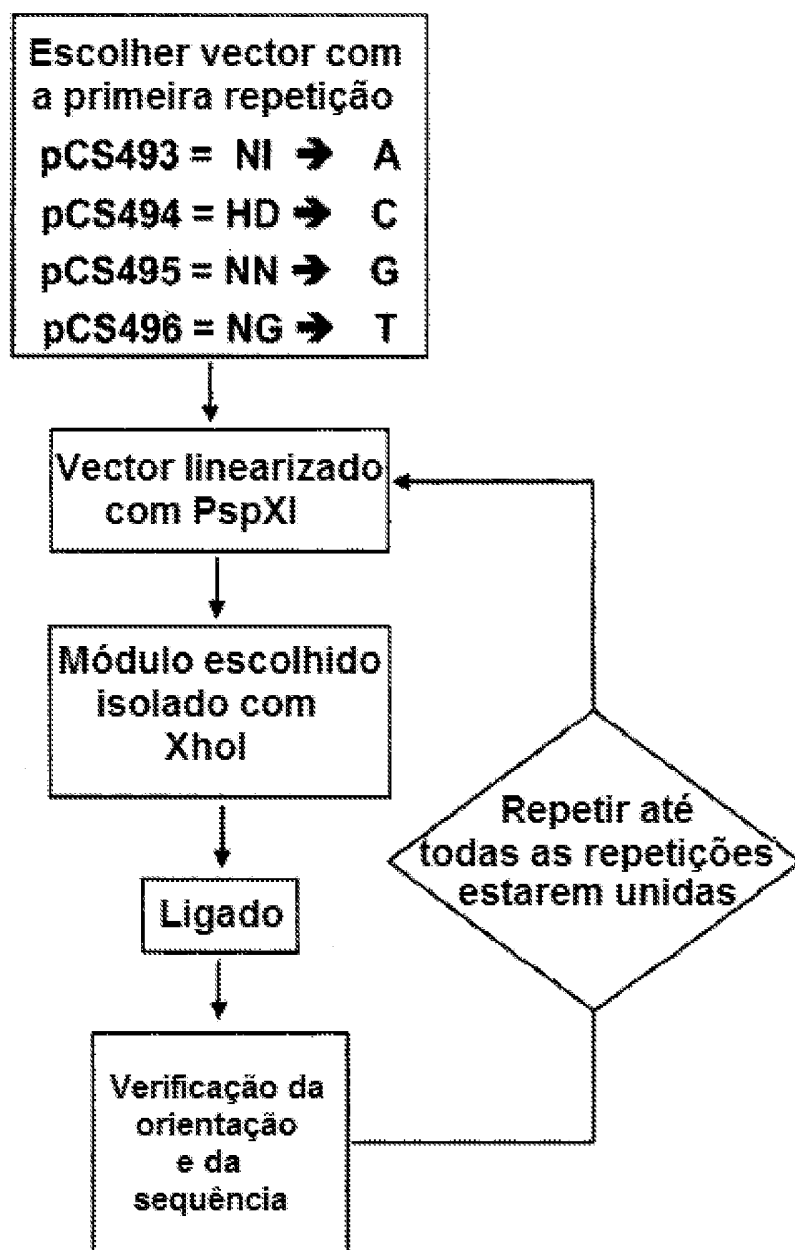 Escolher vector com
a primeira repetição
pCS493 = NI → A
pCS494 = HD → C
pCS495 = NN → G
pCS496 = NG → T
Vector linearizado
com PspXI
Módulo escolhido
isolado com
XhoI
Ligado
Verificação da
orientação
e da
sequência
Repetir até
todas as repetições
estarem unidas